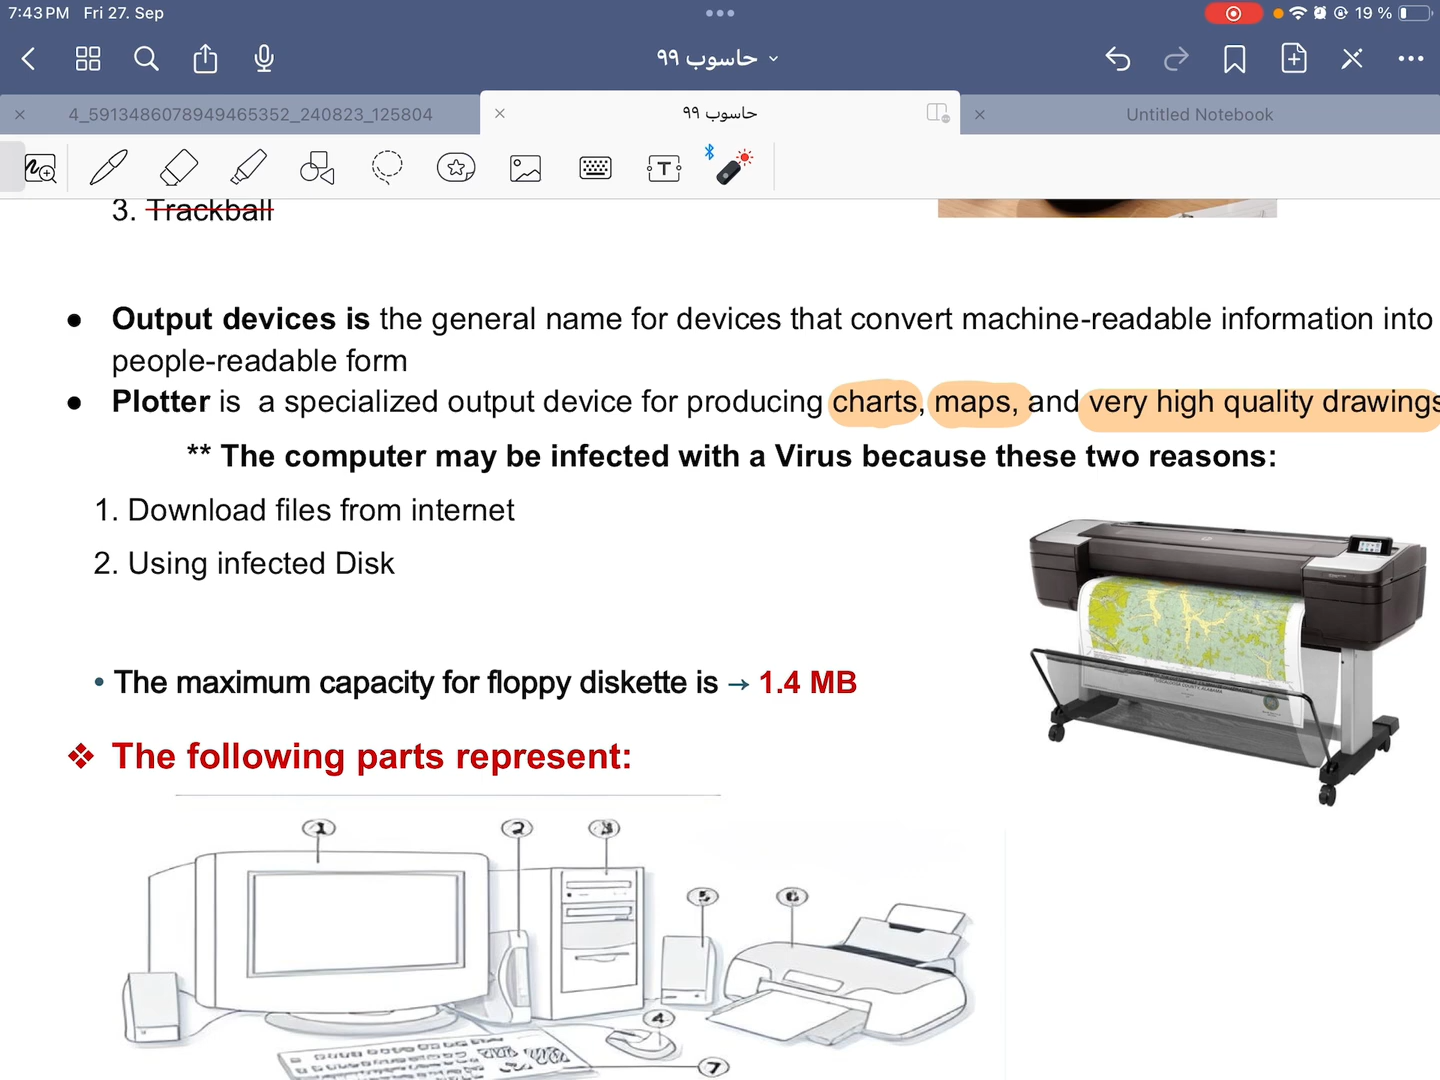 7:43 PM Fri 27. Sep
19 %
حاسوب ٩٩
4_5913486078949465352_240823_125804
حاسوب ٩٩
Untitled Notebook
3. Trackball
● Output devices is the general name for devices that convert machine-readable information into
people-readable form
● Plotter is a specialized output device for producing charts, maps, and very high quality drawings
** The computer may be infected with a Virus because these two reasons:
1. Download files from internet
2. Using infected Disk
• The maximum capacity for floppy diskette is → 1.4 MB
❖ The following parts represent:
1 2 3
5 6
4
7